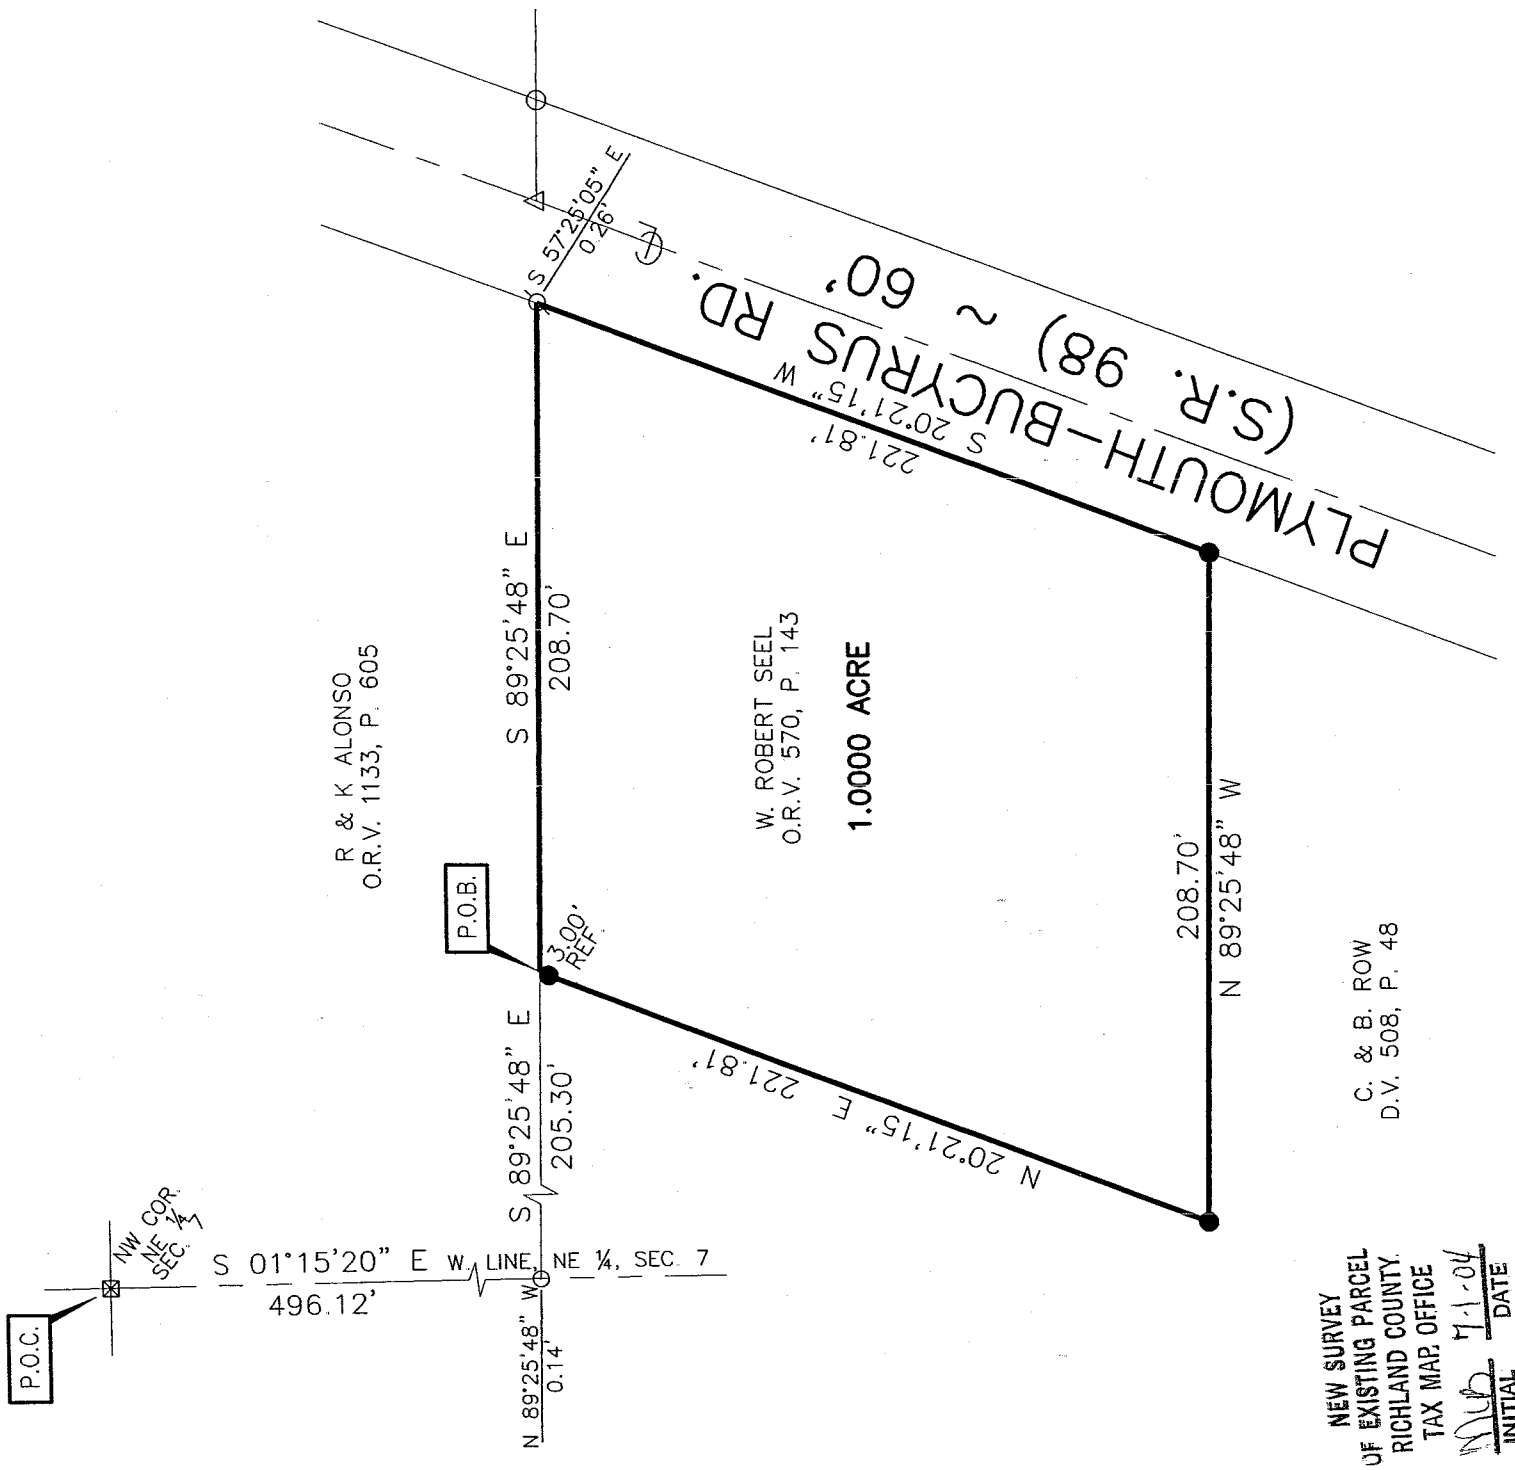 P.O.C.
NW COR.
NE 1/4
SEC. 7
S 01°15'20" E
496.12'
W. LINE, NE 1/4, SEC. 7
N 89°25'48" W
0.14'
S 89°25'48" E
205.30'
P.O.B.
3.00'
REF.
R & K ALONSO
O.R.V. 1133, P. 605
S 89°25'48" E
208.70'
S 57°25'05" E
0.26'
PLYMOUTH-BUCYRUS RD.
(S.R. 98) ~ 60'
S 20°21'15" W
221.81'
W. ROBERT SEEL
O.R.V. 570, P. 143
1.0000 ACRE
N 20°21'15" E 221.81'
208.70'
N 89°25'48" W
C. & B. ROW
D.V. 508, P. 48
NEW SURVEY
OF EXISTING PARCEL
RICHLAND COUNTY
TAX MAP OFFICE
7-1-04
INITIAL DATE